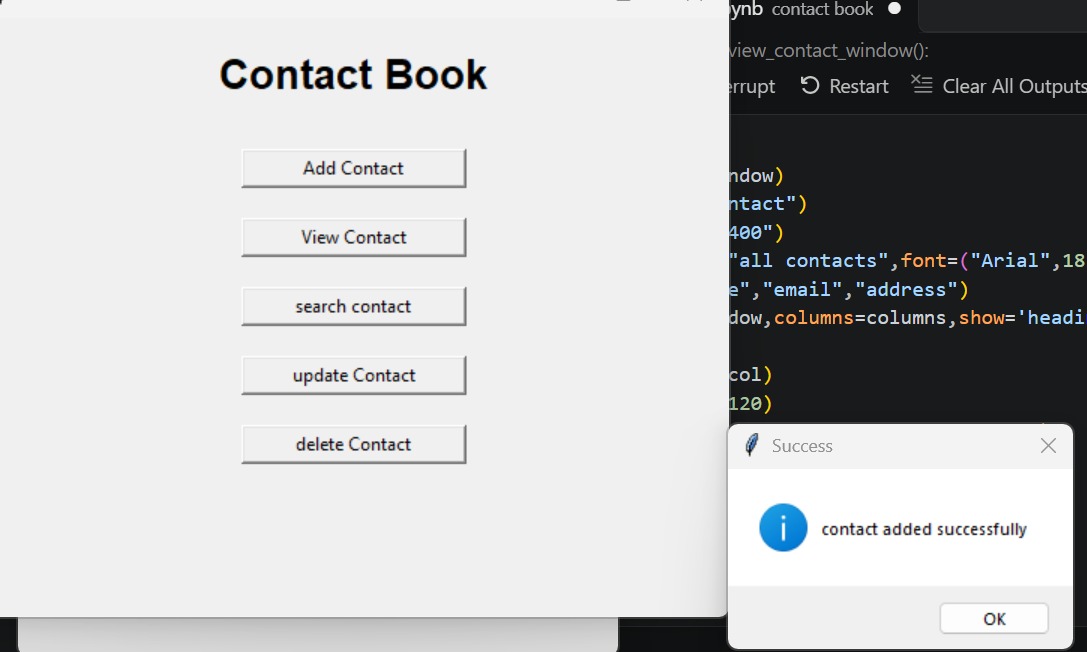 Contact Book
Add Contact
View Contact
search contact
update Contact
delete Contact
ynb contact book
view_contact_window():
errupt Restart Clear All Outputs
ndow)
ntact")
400")
"all contacts",font=("Arial",18
e","email","address")
dow,columns=columns,show='headi
col)
120)
Success
contact added successfully
OK